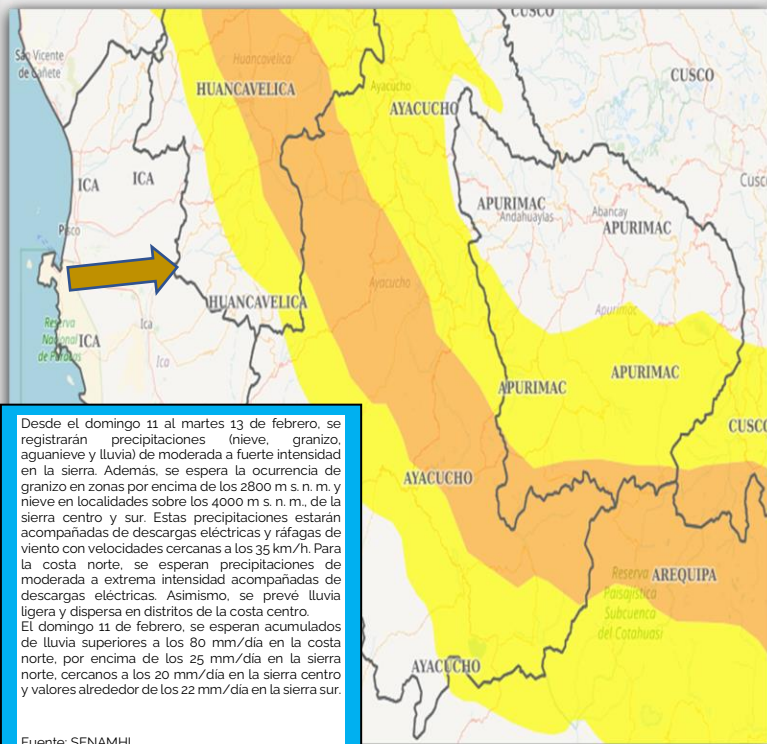 CUSCO
São Vicente
de Cañete
Huancavelica
CUSCO
HUANCAVELICA
Ayacucho
AYACUCHO
ICA
ICA
Cusc
APURIMAC
Andahuaylas
Abancay
APURIMAC
Pisco
Ayacucho
HUANCAVELICA
Apurímac
Reserva
Nacional
de Paracas
ICA
Ica
Ica
APURIMAC
APURIMAC
CUSCO
AYACUCHO
Reserva
Paisajística
Subcuenca
del Cotahuasi
AREQUIPA
AYACUCHO
Desde el domingo 11 al martes 13 de febrero, se
registrarán precipitaciones (nieve, granizo,
aguanieve y lluvia) de moderada a fuerte intensidad
en la sierra. Además, se espera la ocurrencia de
granizo en zonas por encima de los 2800 m s. n. m. y
nieve en localidades sobre los 4000 m s. n. m., de la
sierra centro y sur. Estas precipitaciones estarán
acompañadas de descargas eléctricas y ráfagas de
viento con velocidades cercanas a los 35 km/h. Para
la costa norte, se esperan precipitaciones de
moderada a extrema intensidad acompañadas de
descargas eléctricas. Asimismo, se prevé lluvia
ligera y dispersa en distritos de la costa centro.
El domingo 11 de febrero, se esperan acumulados
de lluvia superiores a los 80 mm/día en la costa
norte, por encima de los 25 mm/día en la sierra
norte, cercanos a los 20 mm/día en la sierra centro
y valores alrededor de los 22 mm/día en la sierra sur.
Fuente: SENAMHI